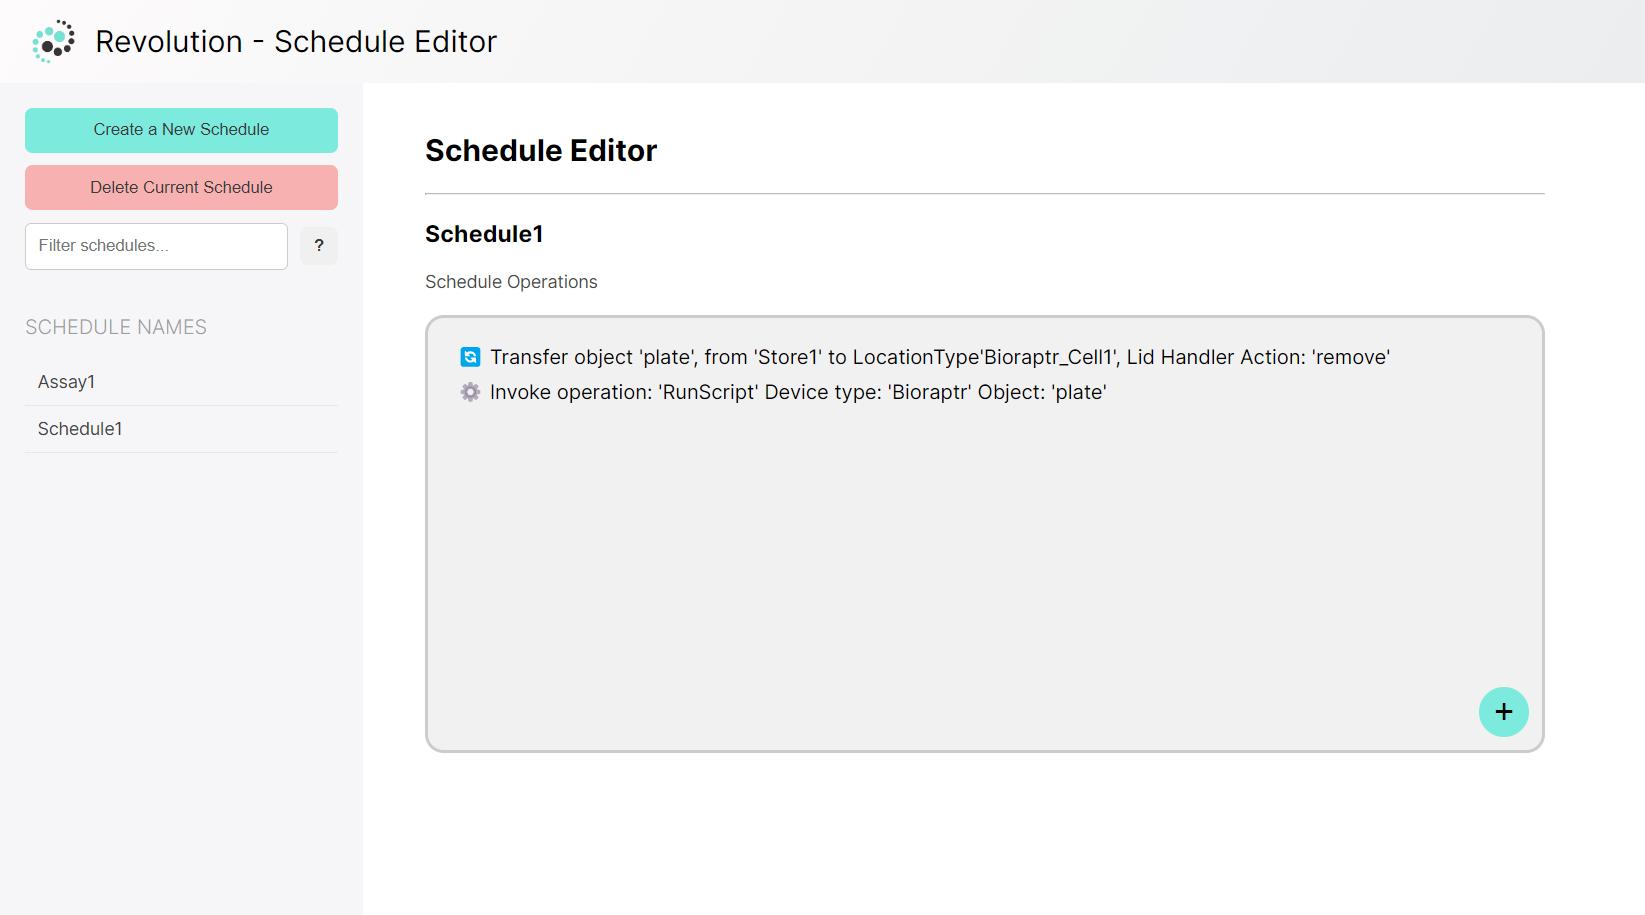 Revolution - Schedule Editor
Create a New Schedule
Delete Current Schedule
Filter schedules...
?
SCHEDULE NAMES
Assay1
Schedule1
Schedule Editor
Schedule1
Schedule Operations
Transfer object 'plate', from 'Store1' to LocationType'Bioraptr_Cell1', Lid Handler Action: 'remove'
Invoke operation: 'RunScript' Device type: 'Bioraptr' Object: 'plate'
+